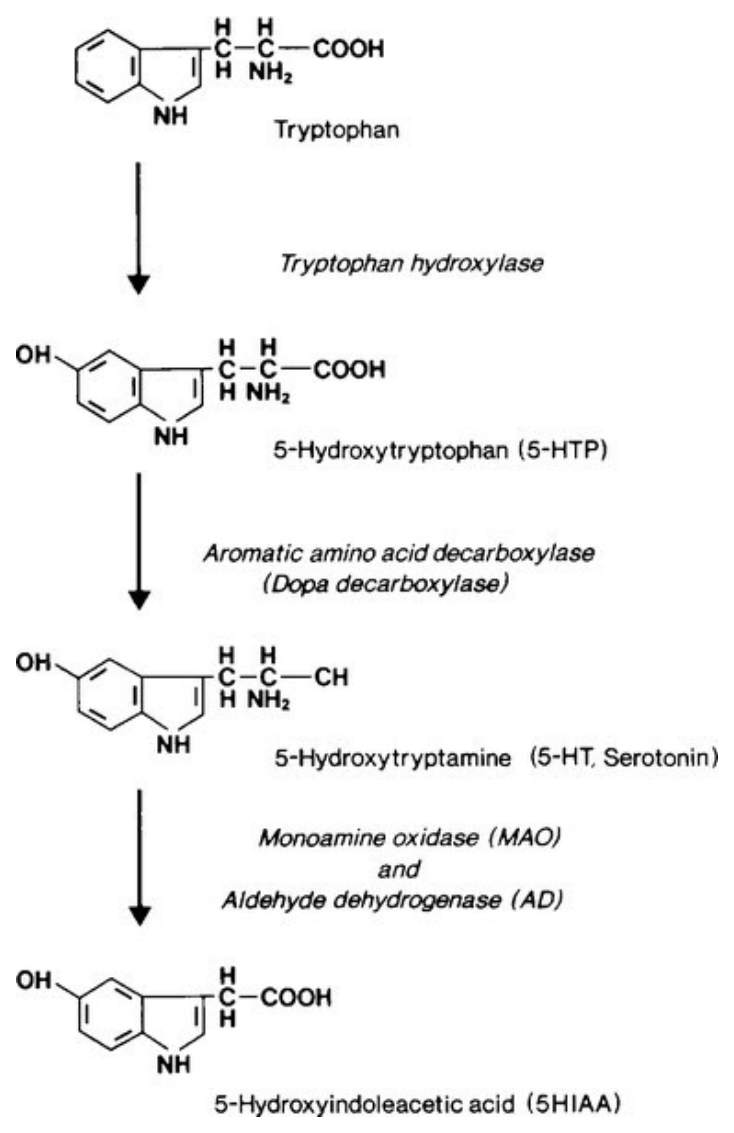 H H
C-C-COOH
H NH₂
NH
Tryptophan
Tryptophan hydroxylase
H H
OH
C-C-COOH
H NH₂
NH
5-Hydroxytryptophan (5-HTP)
Aromatic amino acid decarboxylase
(Dopa decarboxylase)
H H
OH
C-C-CH
H NH₂
NH
5-Hydroxytryptamine (5-HT, Serotonin)
Monoamine oxidase (MAO)
and
Aldehyde dehydrogenase (AD)
H
OH
C-COOH
H
NH
5-Hydroxyindoleacetic acid (5HIAA)